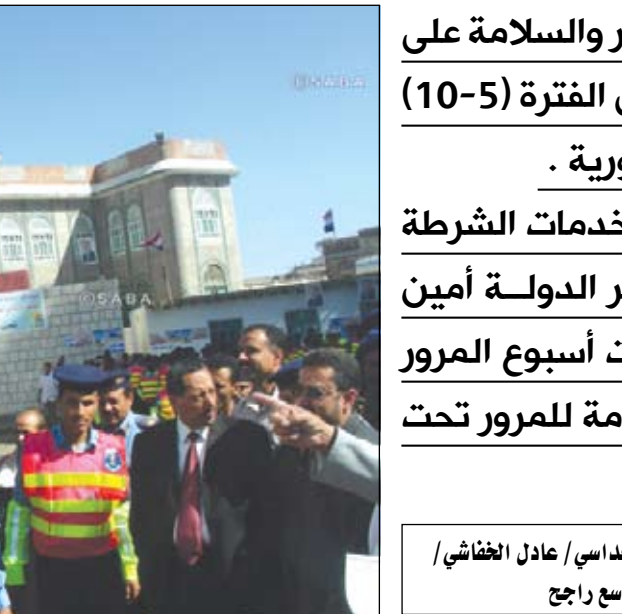 ©SABA
©SABA
ر والسلامة على
الفترة (5-10)
ورية .
خدمات الشرطة
ر الدولــة أمين
ت أسبوع المرور
مة للمرور تحت
داسي/ عادل الخفاشي/
سع راجح